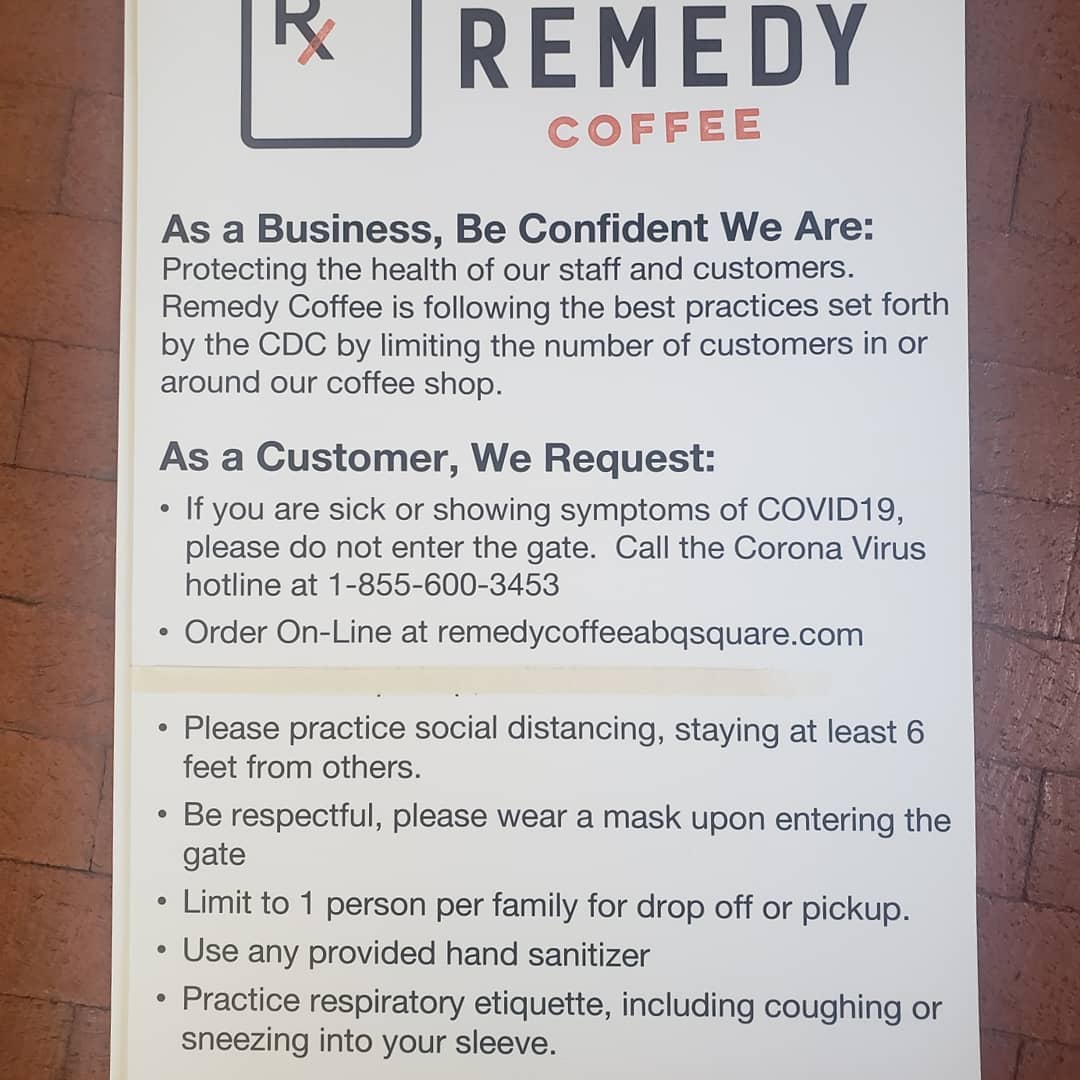 Rx
REMEDY
COFFEE
As a Business, Be Confident We Are:
Protecting the health of our staff and customers.
Remedy Coffee is following the best practices set forth
by the CDC by limiting the number of customers in or
around our coffee shop.
As a Customer, We Request:
• If you are sick or showing symptoms of COVID19,
please do not enter the gate.  Call the Corona Virus
hotline at 1-855-600-3453
• Order On-Line at remedycoffeeabqsquare.com
• Please practice social distancing, staying at least 6
feet from others.
• Be respectful, please wear a mask upon entering the
gate
• Limit to 1 person per family for drop off or pickup.
• Use any provided hand sanitizer
• Practice respiratory etiquette, including coughing or
sneezing into your sleeve.